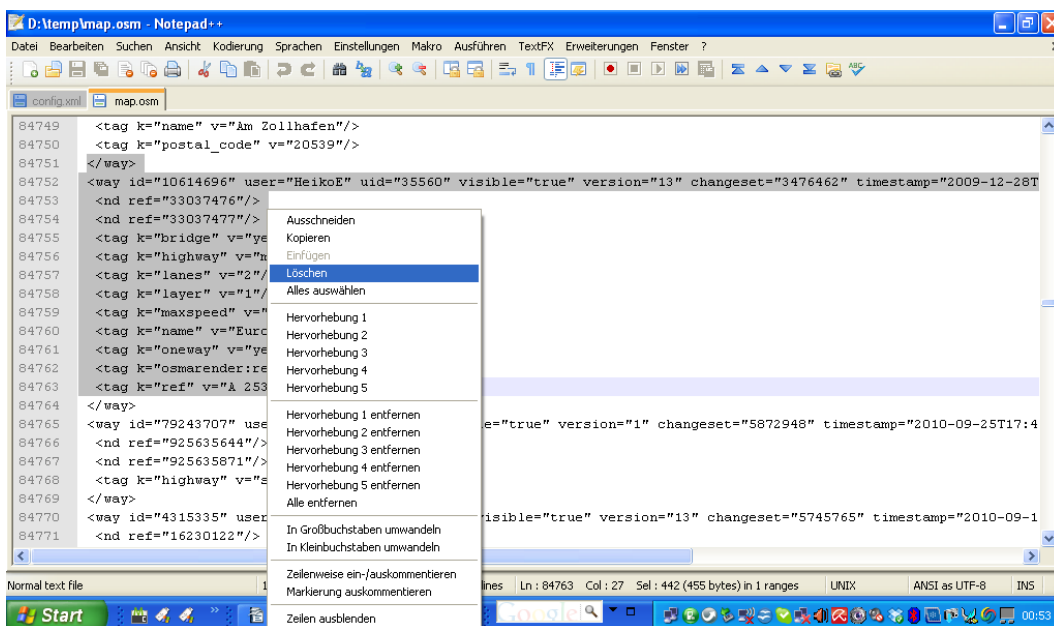 D:\temp\map.osm - Notepad++
Datei Bearbeiten Suchen Ansicht Kodierung Sprachen Einstellungen Makro Ausführen TextFX Erweiterungen Fenster ?
config.xml map.osm
84749 <tag k="name" v="Am Zollhafen"/>
84750 <tag k="postal_code" v="20539"/>
84751 </way>
84752 <way id="10614696" user="HeikoE" uid="35560" visible="true" version="13" changeset="3476462" timestamp="2009-12-28T
84753 <nd ref="33037476"/>
84754 <nd ref="33037477"/>
84755 <tag k="bridge" v="ye
84756 <tag k="highway" v="m
84757 <tag k="lanes" v="2"/
84758 <tag k="layer" v="1"/
84759 <tag k="maxspeed" v="
84760 <tag k="name" v="Euro
84761 <tag k="oneway" v="ye
84762 <tag k="osmarender:re
84763 <tag k="ref" v="A 253
84764 </way>
84765 <way id="79243707" use e="true" version="1" changeset="5872948" timestamp="2010-09-25T17:4
84766 <nd ref="925635644"/>
84767 <nd ref="925635871"/>
84768 <tag k="highway" v="s
84769 </way>
84770 <way id="4315335" user isible="true" version="13" changeset="5745765" timestamp="2010-09-1
84771 <nd ref="16230122"/>
Ausschneiden
Kopieren
Einfügen
Löschen
Alles auswählen
Hervorhebung 1
Hervorhebung 2
Hervorhebung 3
Hervorhebung 4
Hervorhebung 5
Hervorhebung 1 entfernen
Hervorhebung 2 entfernen
Hervorhebung 3 entfernen
Hervorhebung 4 entfernen
Hervorhebung 5 entfernen
Alle entfernen
In Großbuchstaben umwandeln
In Kleinbuchstaben umwandeln
Zeilenweise ein-/auskommentieren
Markierung auskommentieren
Zeilen ausblenden
Normal text file 1 ines Ln : 84763 Col : 27 Sel : 442 (455 bytes) in 1 ranges UNIX ANSI as UTF-8 INS
Start Google 00:53